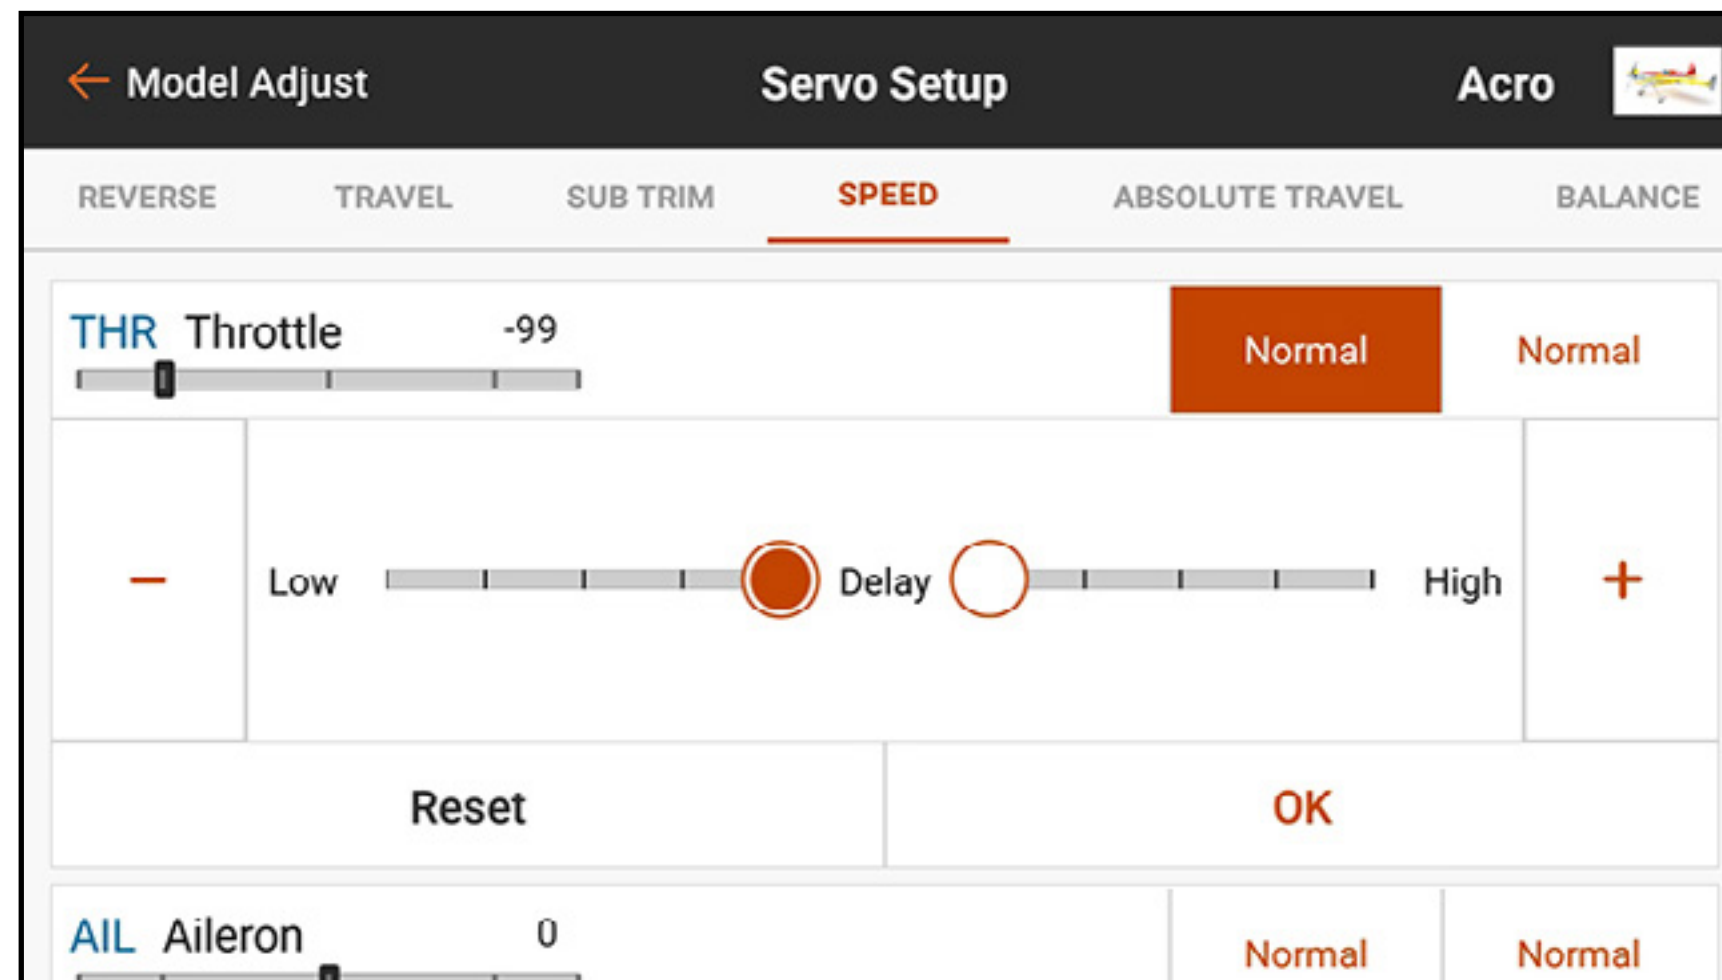 Model Adjust Servo Setup Acro
REVERSE TRAVEL SUB TRIM SPEED ABSOLUTE TRAVEL BALANCE
THR Throttle -99 Normal Normal
- Low Delay High +
Reset OK
AIL Aileron 0 Normal Normal